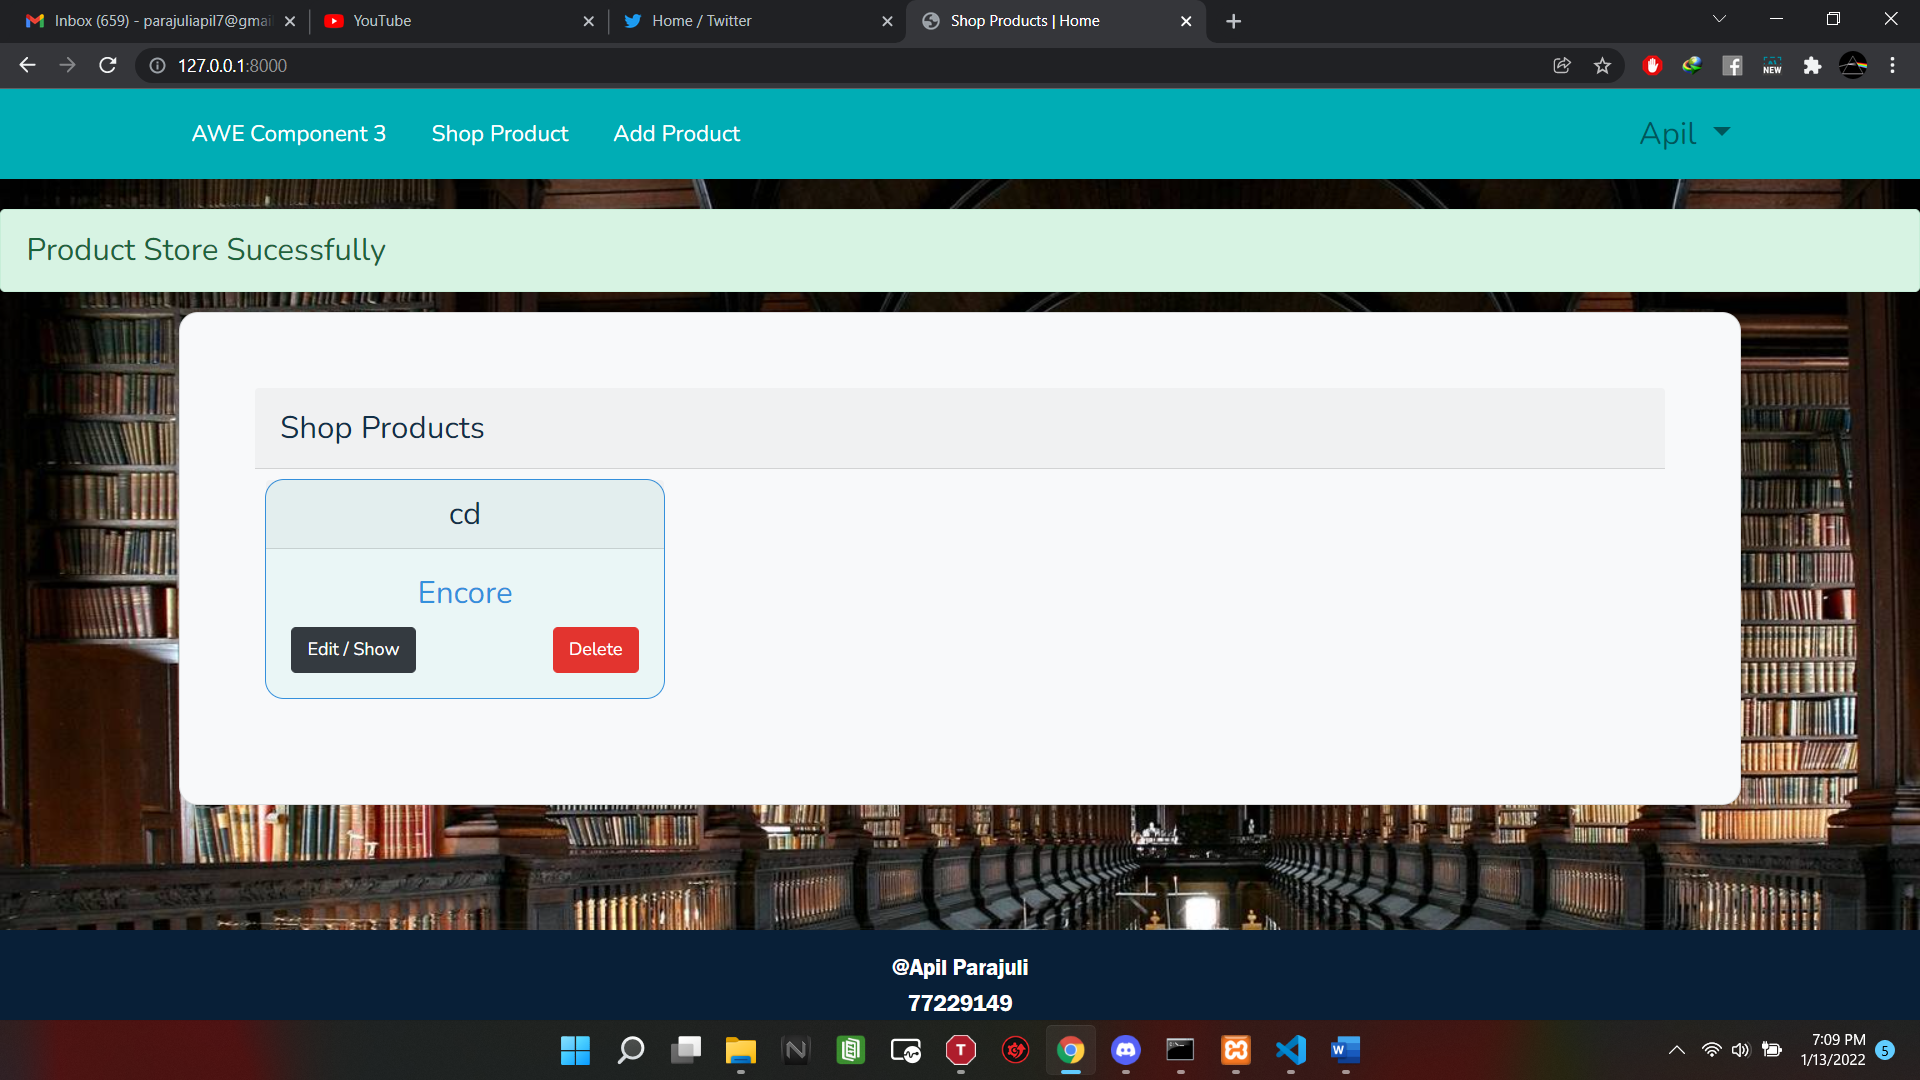 Inbox (659) - parajuliapil7@gmai
YouTube
Home / Twitter
Shop Products | Home
127.0.0.1:8000
NEW
AWE Component 3
Shop Product
Add Product
Apil
Product Store Sucessfully
Shop Products
cd
Encore
Edit / Show
Delete
@Apil Parajuli
77229149
N
T
W
7:09 PM
1/13/2022
5